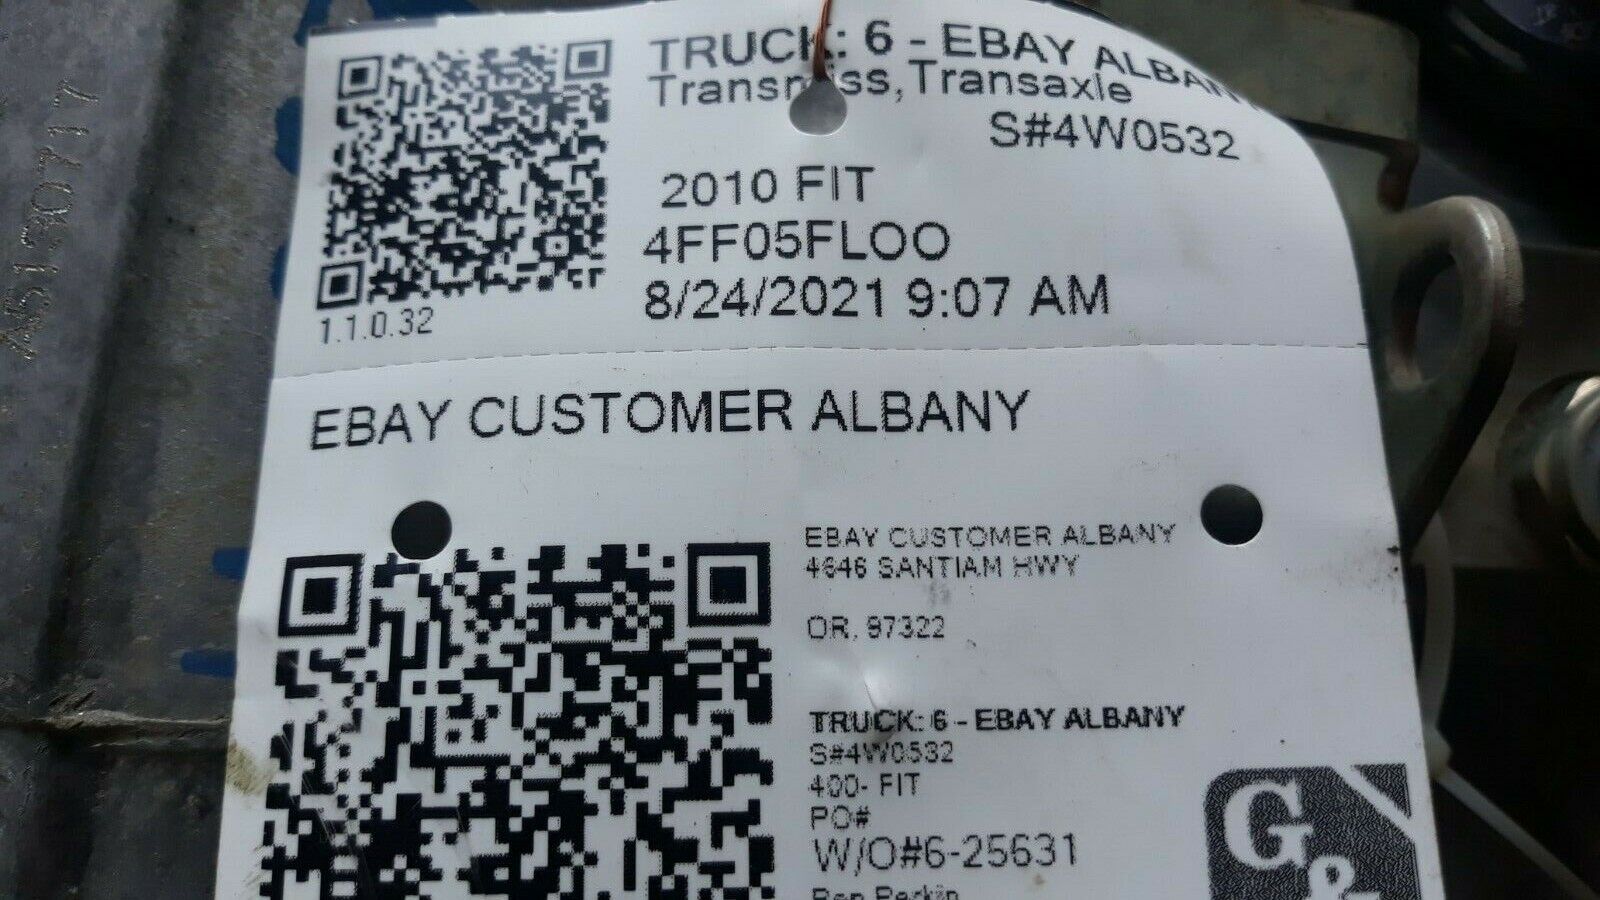 TRUCK: 6 - EBAY ALBANY
Transmiss,Transaxle
S#4W0532
2010 FIT
4FF05FLOO
8/24/2021 9:07 AM
1.1.0.32
EBAY CUSTOMER ALBANY
EBAY CUSTOMER ALBANY
4646 SANTIAM HWY
OR, 97322
TRUCK: 6 - EBAY ALBANY
S#4W0532
400- FIT
PO#
W/O#6-25631
G&